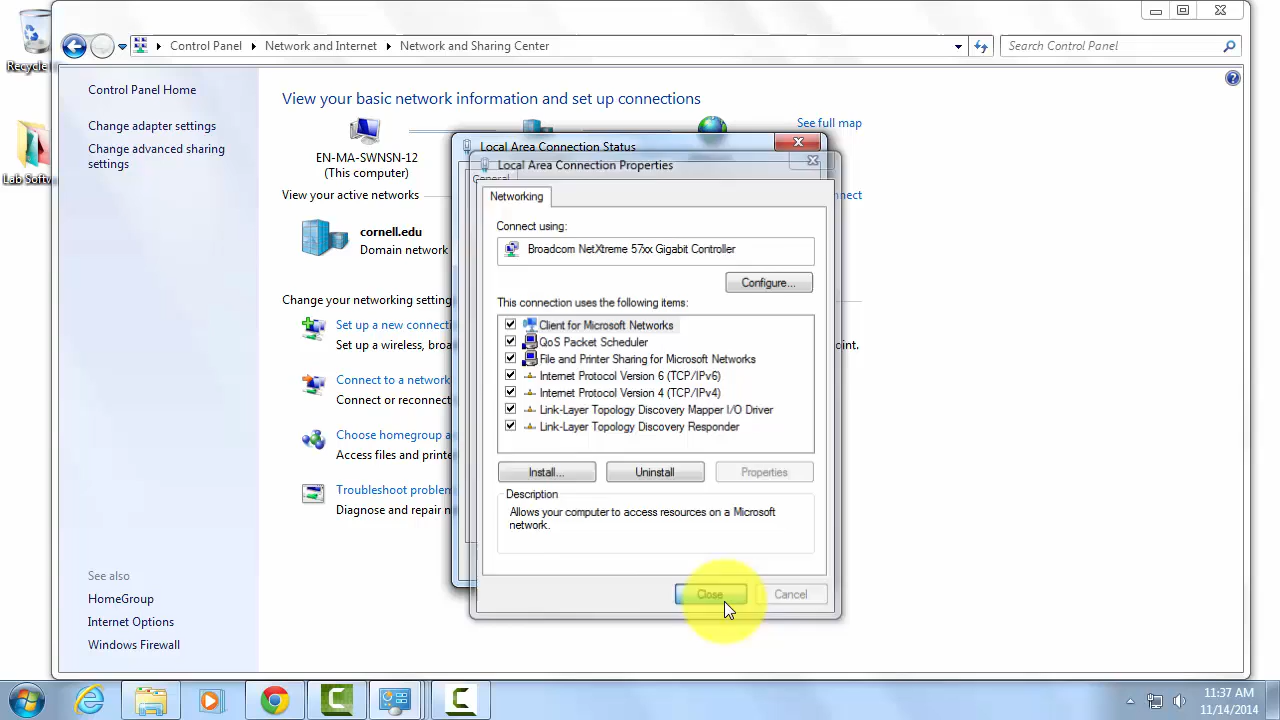 Recycle
Lab Softw
Control Panel
Network and Internet
Network and Sharing Center
Search Control Panel
Control Panel Home
Change adapter settings
Change advanced sharing
settings
See also
HomeGroup
Internet Options
Windows Firewall
View your basic network information and set up connections
See full map
EN-MA-SWNSN-12
(This computer)
View your active networks
nect
cornell.edu
Domain network
Change your networking setting
Set up a new connecti
Set up a wireless, broa
oint.
Connect to a network
Connect or reconnect
Choose homegroup a
Access files and printe
Troubleshoot problem
Diagnose and repair n
Local Area Connection Status
General
Local Area Connection Properties
Networking
Connect using:
Broadcom NetXtreme 57xx Gigabit Controller
Configure...
This connection uses the following items:
Client for Microsoft Networks
QoS Packet Scheduler
File and Printer Sharing for Microsoft Networks
Internet Protocol Version 6 (TCP/IPv6)
Internet Protocol Version 4 (TCP/IPv4)
Link-Layer Topology Discovery Mapper I/O Driver
Link-Layer Topology Discovery Responder
Install...
Uninstall
Properties
Description
Allows your computer to access resources on a Microsoft
network.
Close
Cancel
11:37 AM
11/14/2014